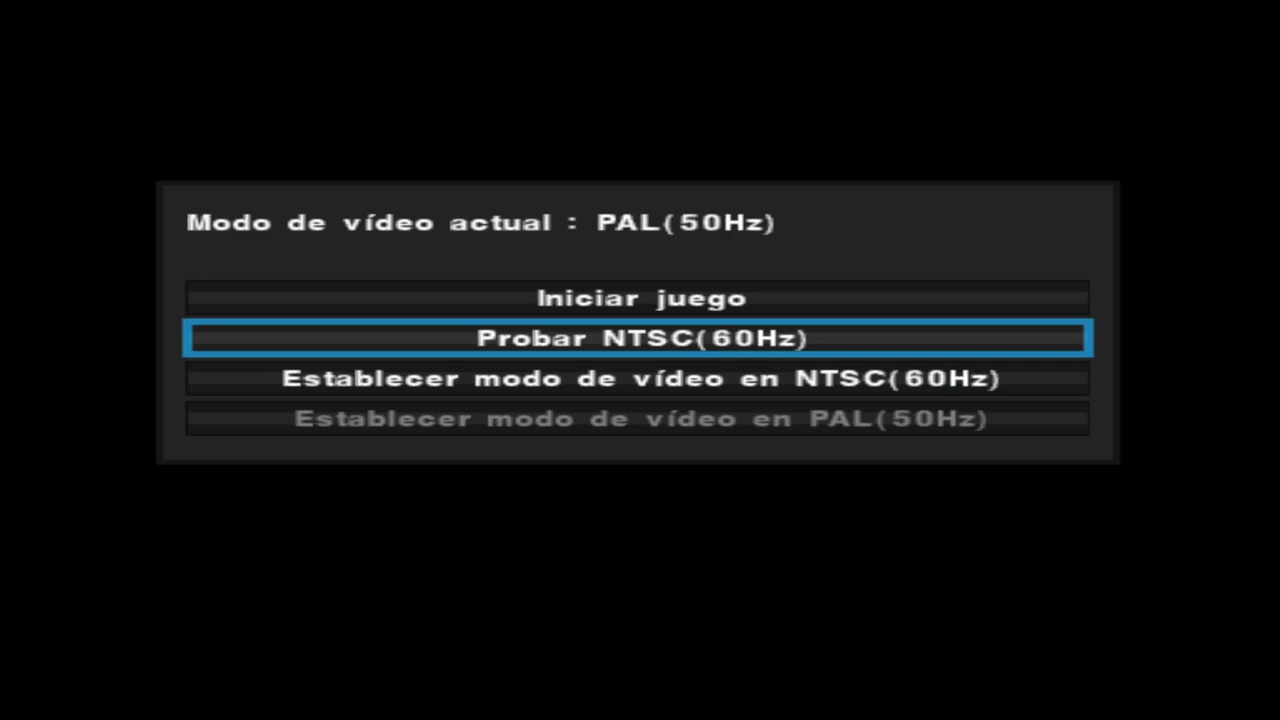 Modo de vídeo actual : PAL(50Hz)
Iniciar juego
Probar NTSC(60Hz)
Establecer modo de vídeo en NTSC(60Hz)
Establecer modo de vídeo en PAL(50Hz)